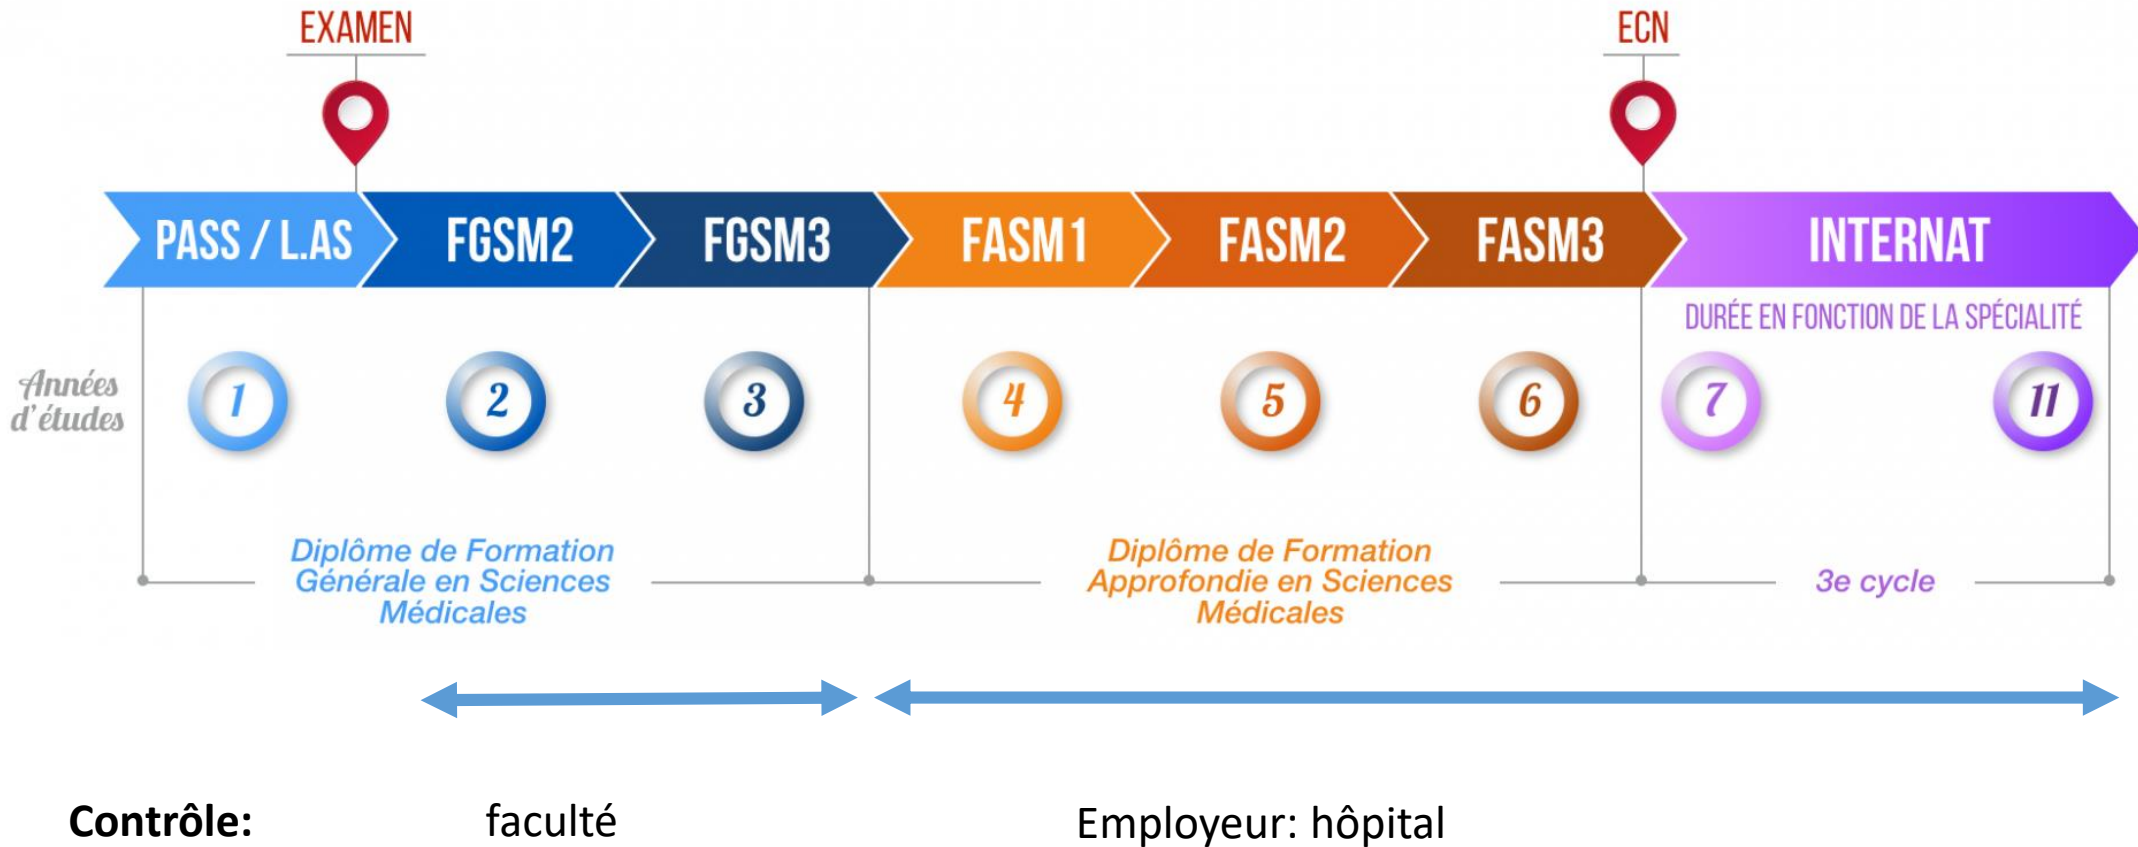 EXAMEN
ECN
PASS / L.AS
FGSM2
FGSM3
FASM1
FASM2
FASM3
INTERNAT
DURÉE EN FONCTION DE LA SPÉCIALITÉ
Années
d'études
1
2
3
4
5
6
7
11
Diplôme de Formation
Générale en Sciences
Médicales
Diplôme de Formation
Approfondie en Sciences
Médicales
3e cycle
Contrôle:
faculté
Employeur: hôpital